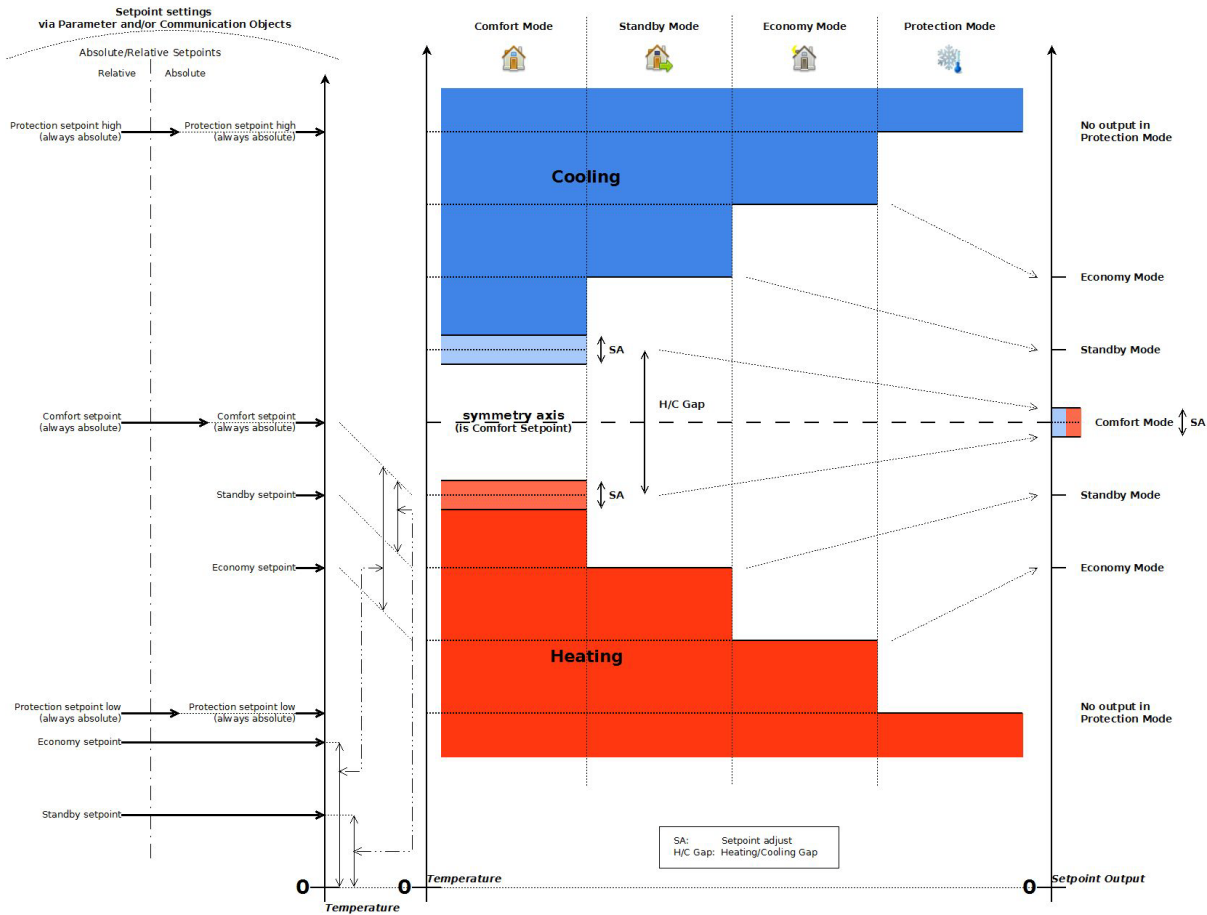 Setpoint settings
via Parameter and/or Communication Objects
Absolute/Relative Setpoints
Relative
Absolute
Comfort Mode
Standby Mode
Economy Mode
Protection Mode
Protection setpoint high
(always absolute)
Protection setpoint high
(always absolute)
No output in
Protection Mode
Cooling
Economy Mode
SA
Standby Mode
H/C Gap
Comfort setpoint
(always absolute)
Comfort setpoint
(always absolute)
symmetry axis
(is Comfort Setpoint)
Comfort Mode
SA
Standby setpoint
SA
Standby Mode
Economy setpoint
Economy Mode
Heating
Protection setpoint low
(always absolute)
Protection setpoint low
(always absolute)
No output in
Protection Mode
Economy setpoint
Standby setpoint
SA: Setpoint adjust
H/C Gap: Heating/Cooling Gap
0
0
0
Temperature
Setpoint Output
Temperature